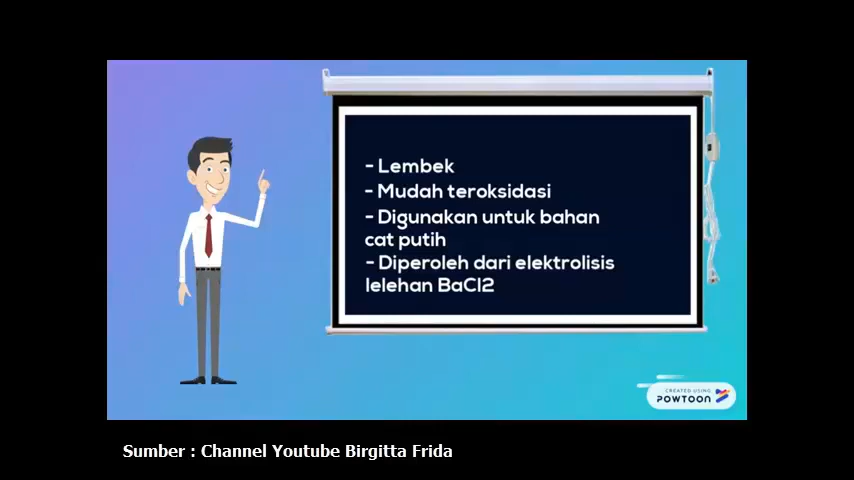 - Lembek
- Mudah teroksidasi
- Digunakan untuk bahan
cat putih
- Diperoleh dari elektrolisis
lelehan BaCl2
CREATED USING
POWTOON
Sumber : Channel Youtube Birgitta Frida